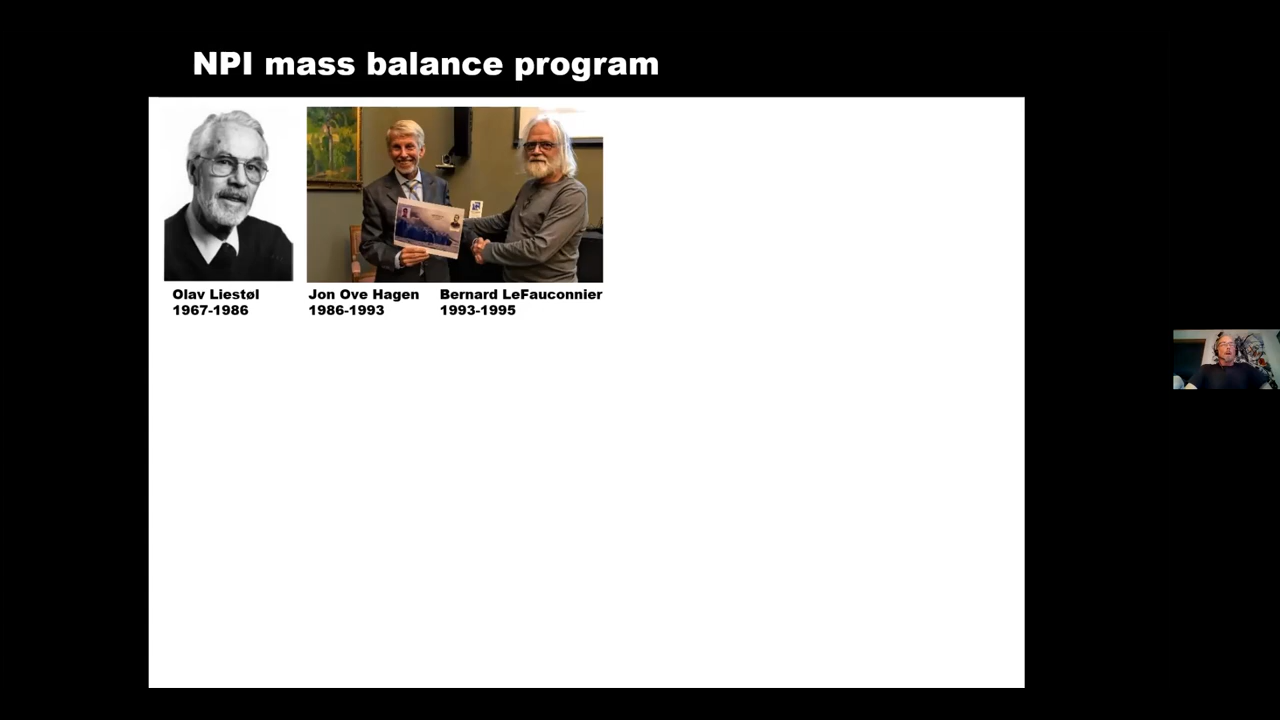 NPI mass balance program
Olav Liestøl
1967-1986
Jon Ove Hagen
1986-1993
Bernard LeFauconnier
1993-1995